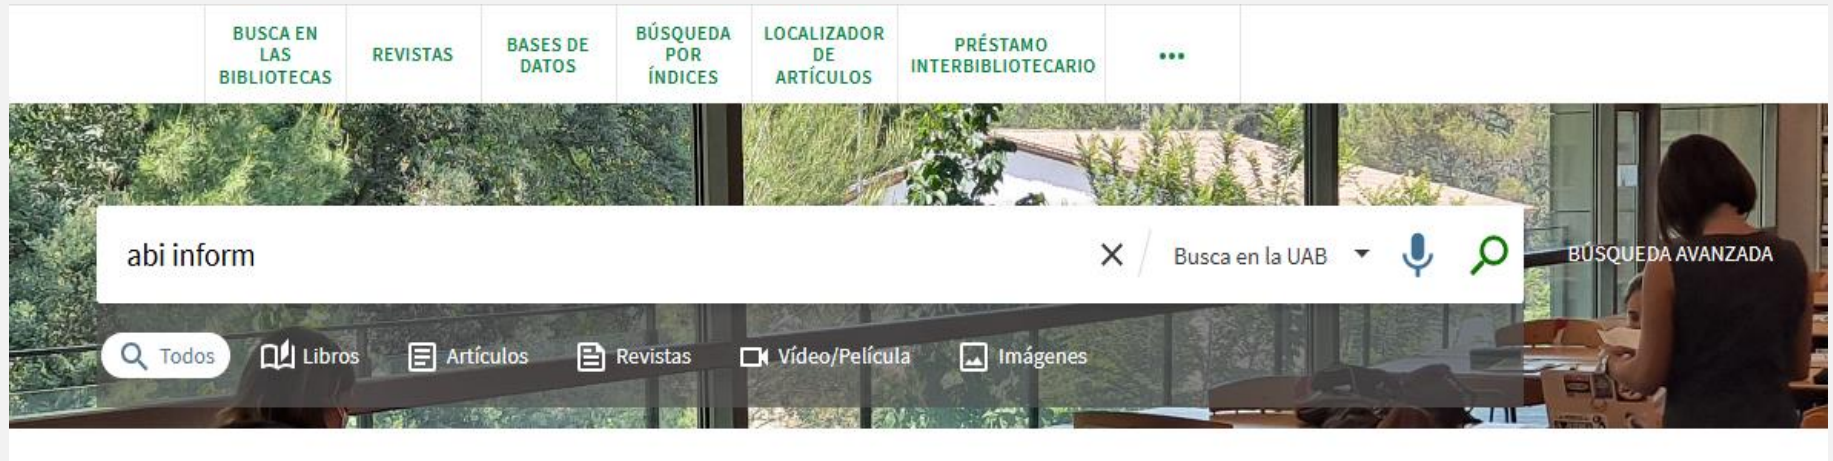 BUSCA EN
LAS
BIBLIOTECAS
REVISTAS
BASES DE
DATOS
BÚSQUEDA
POR
ÍNDICES
LOCALIZADOR
DE
ARTÍCULOS
PRÉSTAMO
INTERBIBLIOTECARIO
abi inform
Busca en la UAB
BÚSQUEDA AVANZADA
Todos
Libros
Artículos
Revistas
Vídeo/Película
Imágenes